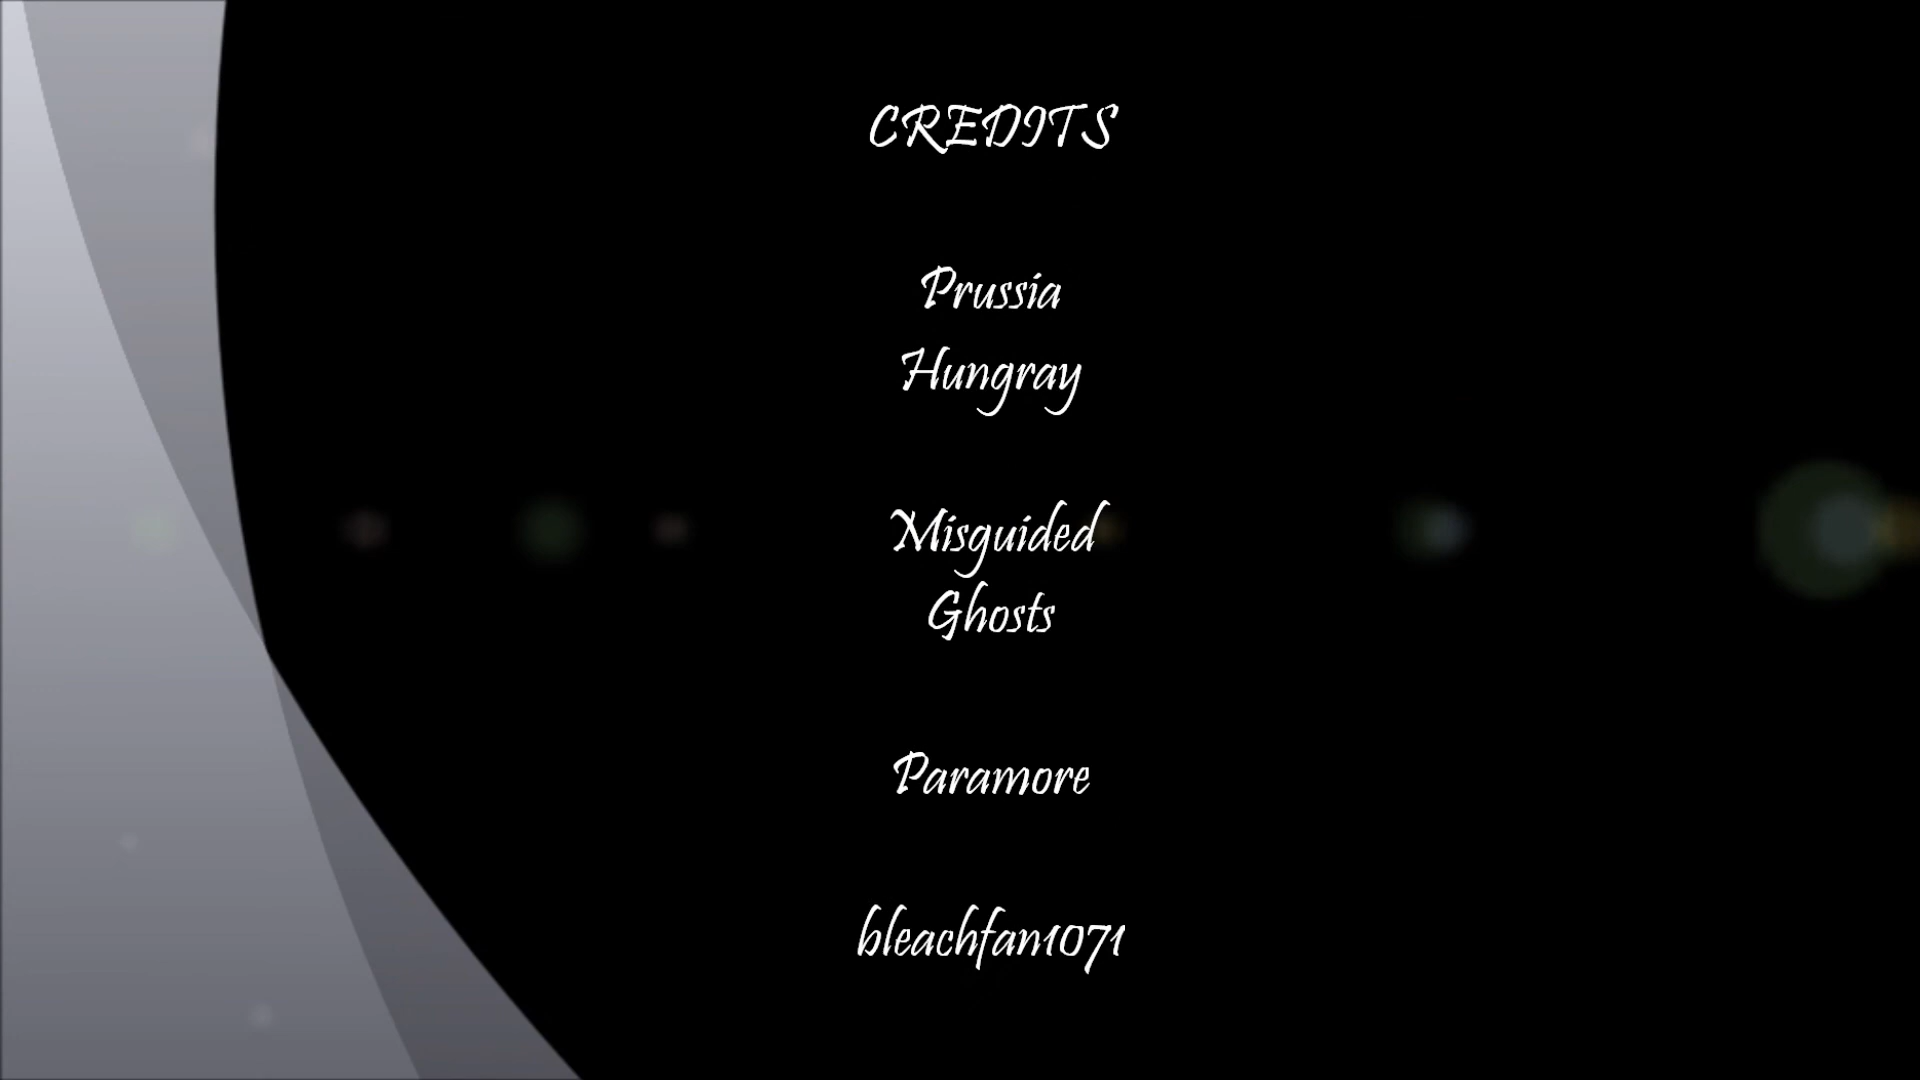 CREDITS
Prussia
Hungray
Misguided
Ghosts
Paramore
bleachfan1071